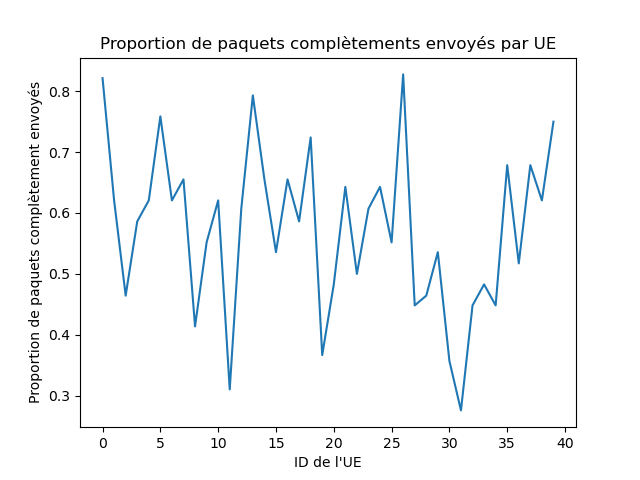 Proportion de paquets complètements envoyés par UE
Proportion de paquets complètement envoyés
0.8
0.7
0.6
0.5
0.4
0.3
0 5 10 15 20 25 30 35 40
ID de l'UE